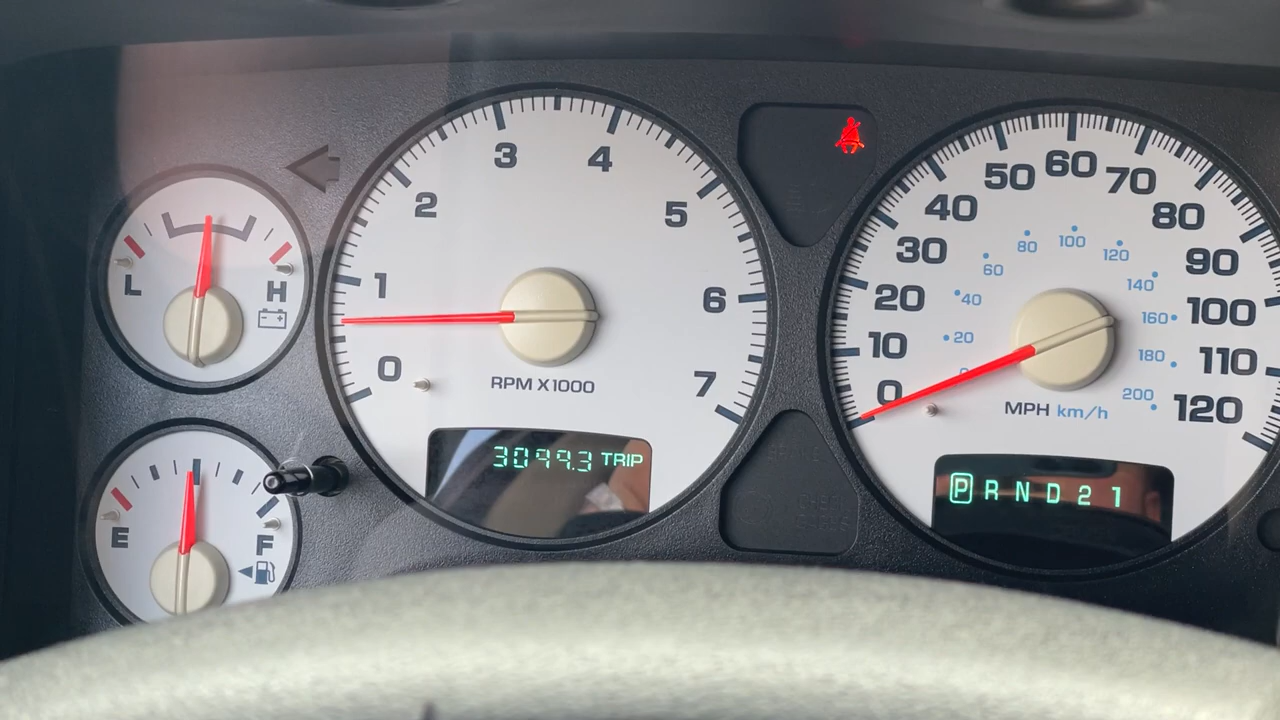 L H
E F
0 1 2 3 4 5 6 7
RPM X1000
3099.3 TRIP
0 10 20 30 40 50 60 70 80 90 100 110 120
20 40 60 80 100 120 140 160 180 200
MPH km/h
P R N D 2 1